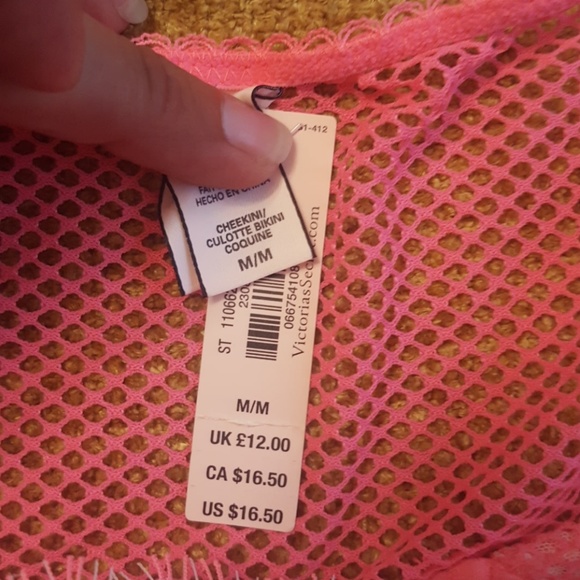 HECHO EN CHINA
CHEEKINI/
CULOTTE BIKINI
COQUINE
M/M
VictoriasSecret.com
M/M
UK £12.00
CA $16.50
US $16.50